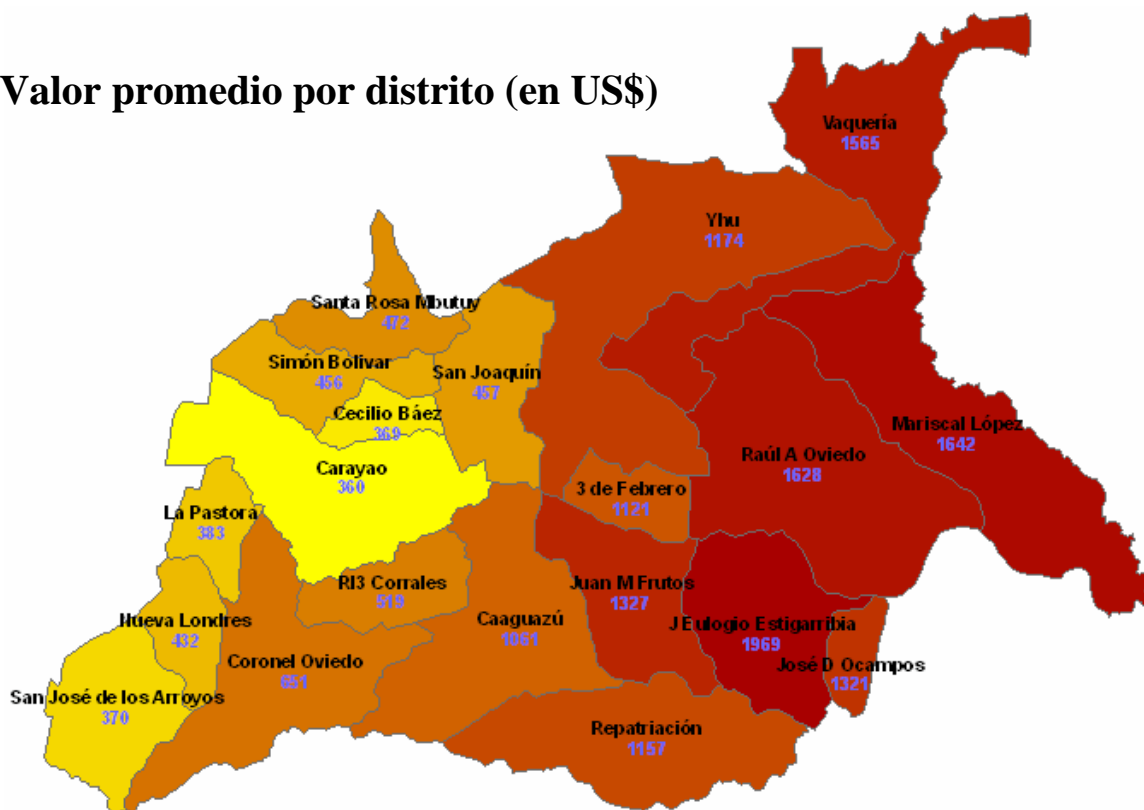 Valor promedio por distrito (en US$)
Vaquería
1565
Yhu
1174
Santa Rosa Mbutuy
472
Simón Bolivar
456
San Joaquín
457
Cecilio Báez
369
Mariscal López
1642
Raúl A Oviedo
1628
Carayao
360
3 de Febrero
1121
La Pastora
383
RI3 Corrales
519
Juan M Frutos
1327
Nueva Londres
432
Caaguazú
1061
J Eulogio Estigarribia
1969
Coronel Oviedo
651
José D Ocampos
1321
San José de los Arroyos
370
Repatriación
1157